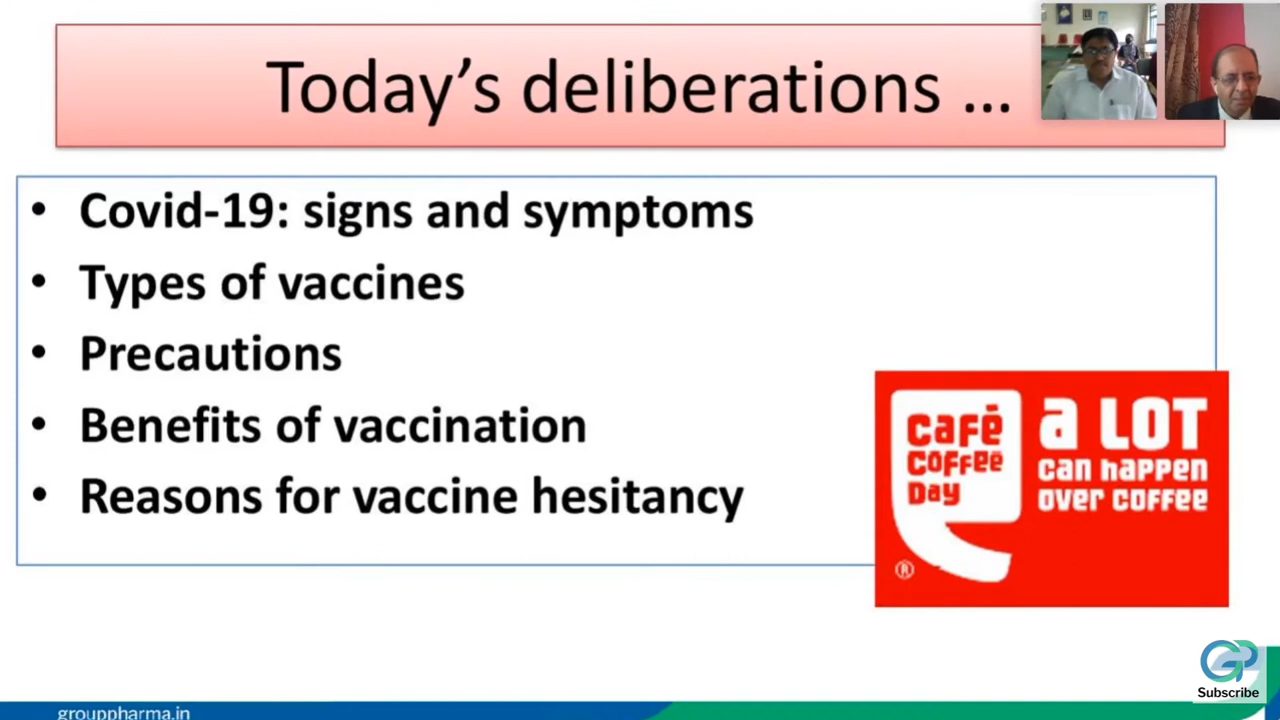 Today's deliberations ...
• Covid-19: signs and symptoms
• Types of vaccines
• Precautions
• Benefits of vaccination
• Reasons for vaccine hesitancy
Café
Coffee
Day
®
a LOT
can happen
over coffee
GP
Subscribe
grouppharma.in